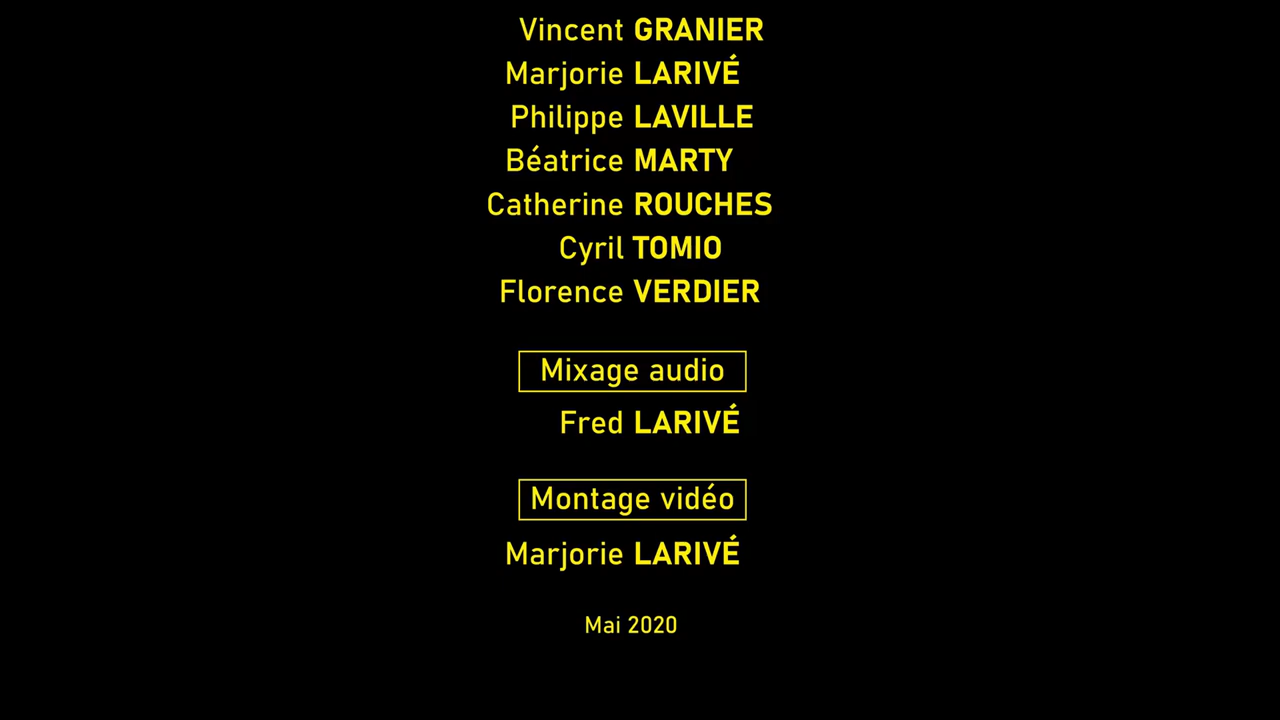 Vincent GRANIER
Marjorie LARIVÉ
Philippe LAVILLE
Béatrice MARTY
Catherine ROUCHES
Cyril TOMIO
Florence VERDIER
Mixage audio
Fred LARIVÉ
Montage vidéo
Marjorie LARIVÉ
Mai 2020